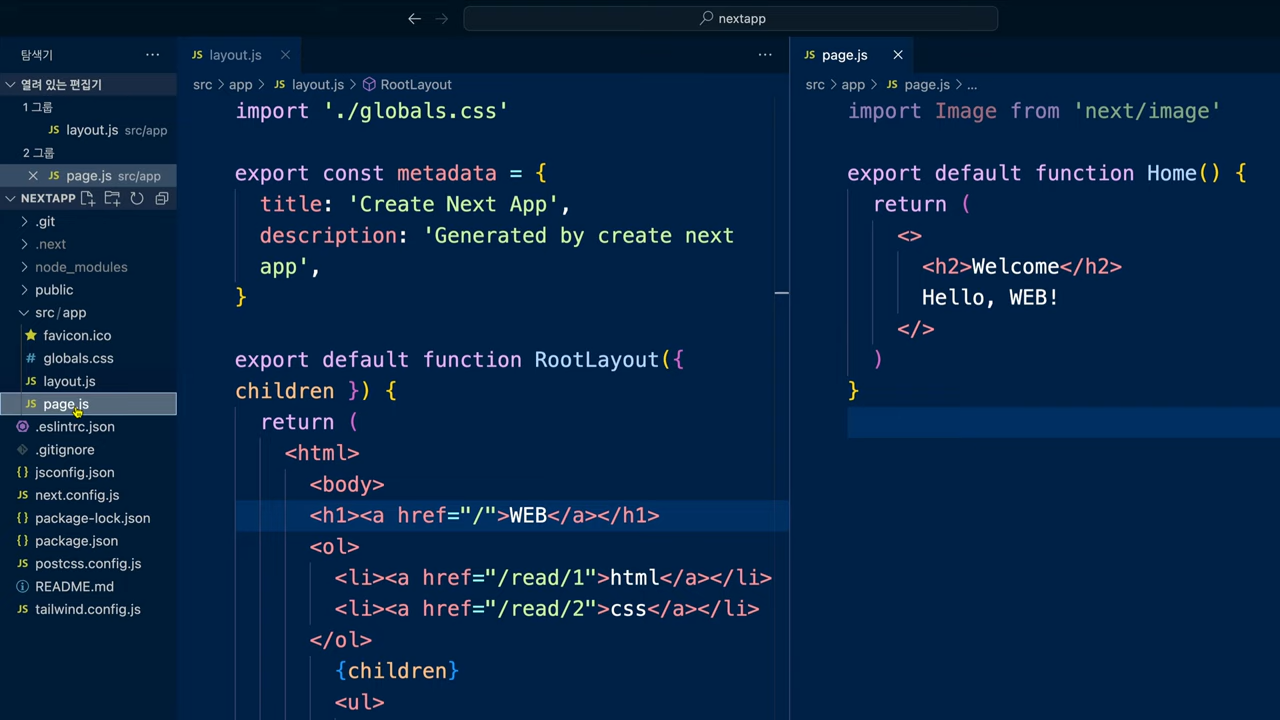 nextapp
탐색기
열려 있는 편집기
1 그룹
layout.js src/app
2 그룹
page.js src/app
NEXTAPP
.git
.next
node_modules
public
src/app
favicon.ico
globals.css
layout.js
page.js
.eslintrc.json
.gitignore
jsconfig.json
next.config.js
package-lock.json
package.json
postcss.config.js
README.md
tailwind.config.js
JS layout.js
src > app > JS layout.js > RootLayout
import './globals.css'
export const metadata = {
title: 'Create Next App',
description: 'Generated by create next
app',
}
export default function RootLayout({
children }) {
return (
<html>
<body>
<h1><a href="/">WEB</a></h1>
<ol>
<li><a href="/read/1">html</a></li>
<li><a href="/read/2">css</a></li>
</ol>
{children}
<ul>
JS page.js
src > app > JS page.js > ...
import Image from 'next/image'
export default function Home() {
return (
<>
<h2>Welcome</h2>
Hello, WEB!
</>
)
}